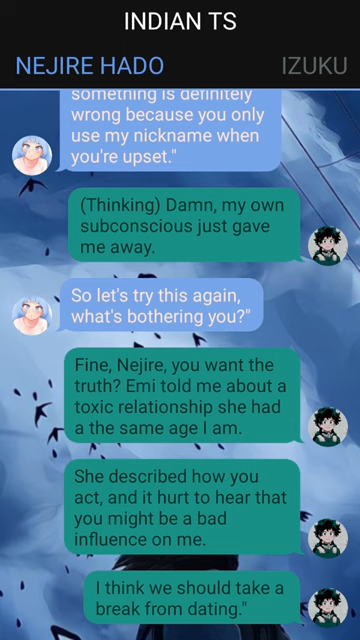 INDIAN TS
NEJIRE HADO
IZUKU
something is definitely
wrong because you only
use my nickname when
you're upset."
(Thinking) Damn, my own
subconscious just gave
me away.
So let's try this again,
what's bothering you?"
Fine, Nejire, you want the
truth? Emi told me about a
toxic relationship she had
a the same age I am.
She described how you
act, and it hurt to hear that
you might be a bad
influence on me.
I think we should take a
break from dating."